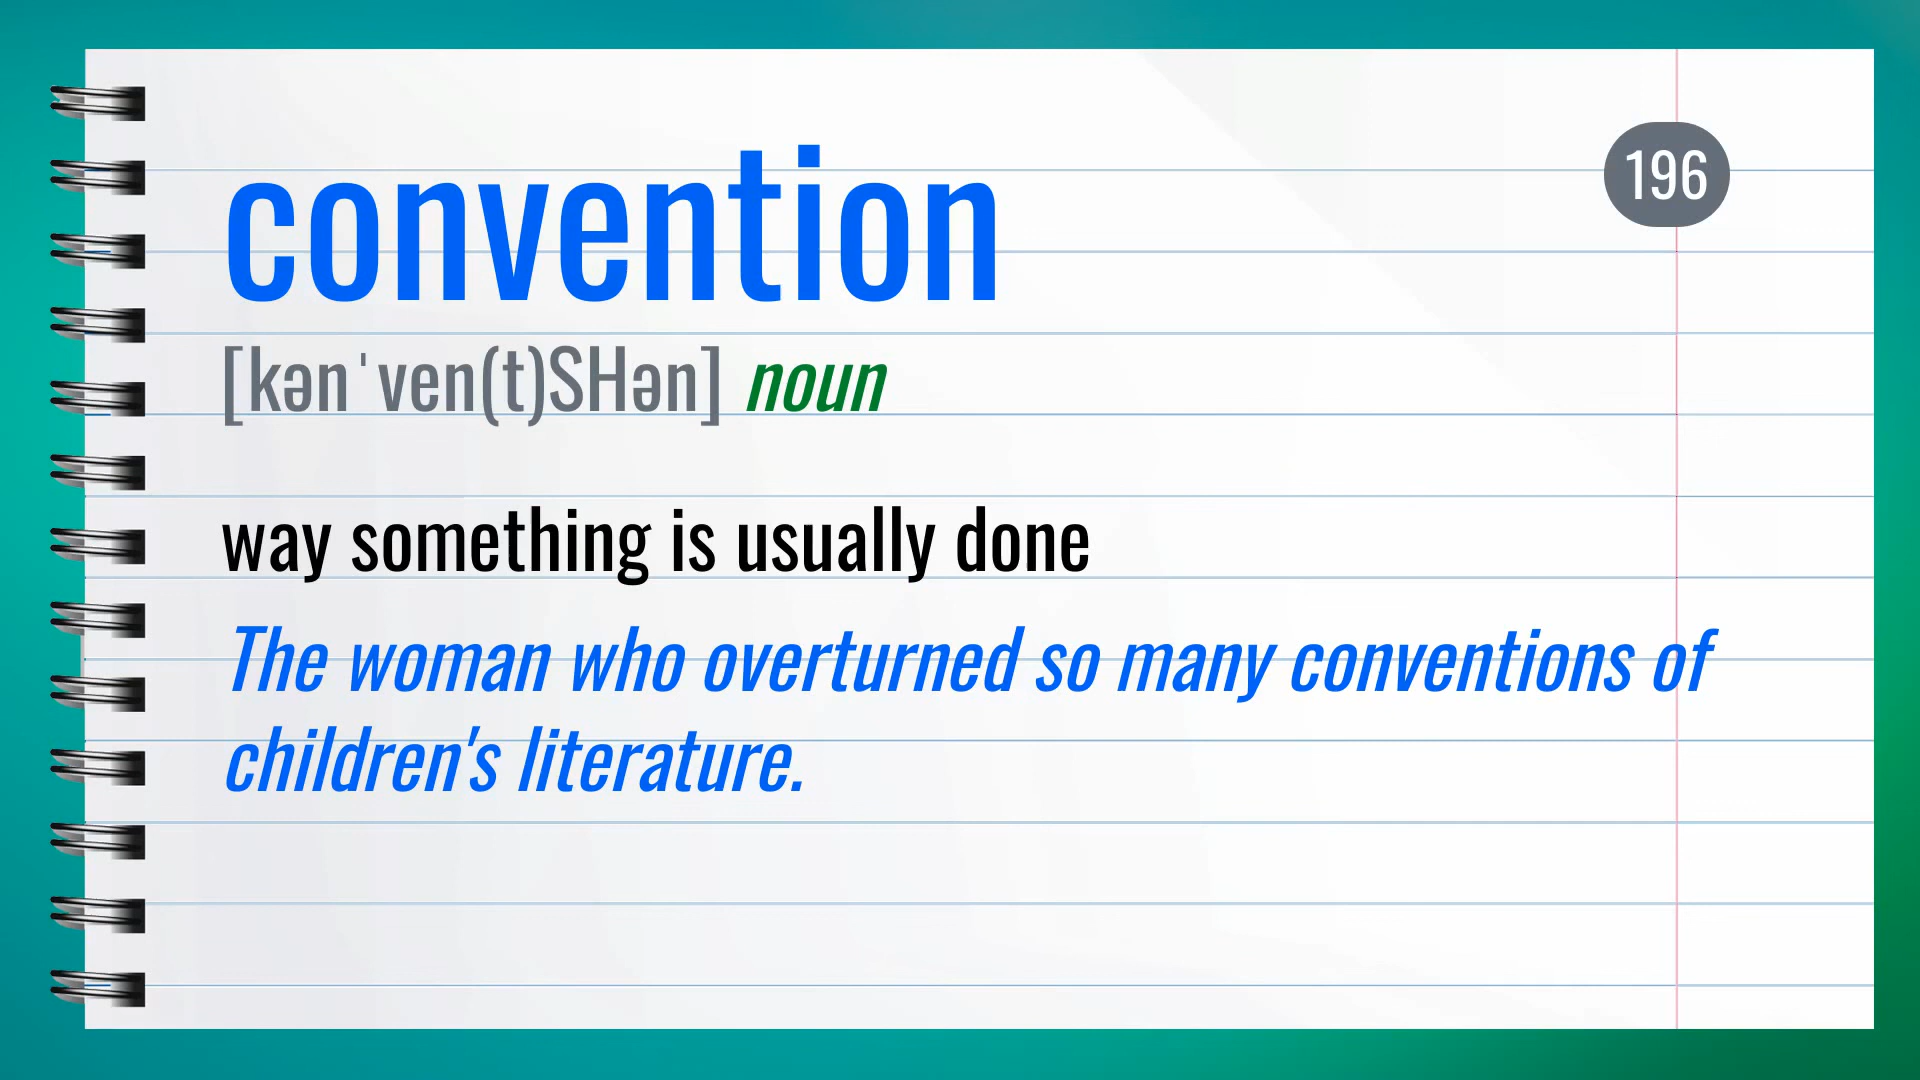 convention
196
[kənˈven(t)SHən] noun
way something is usually done
The woman who overturned so many conventions of
children's literature.